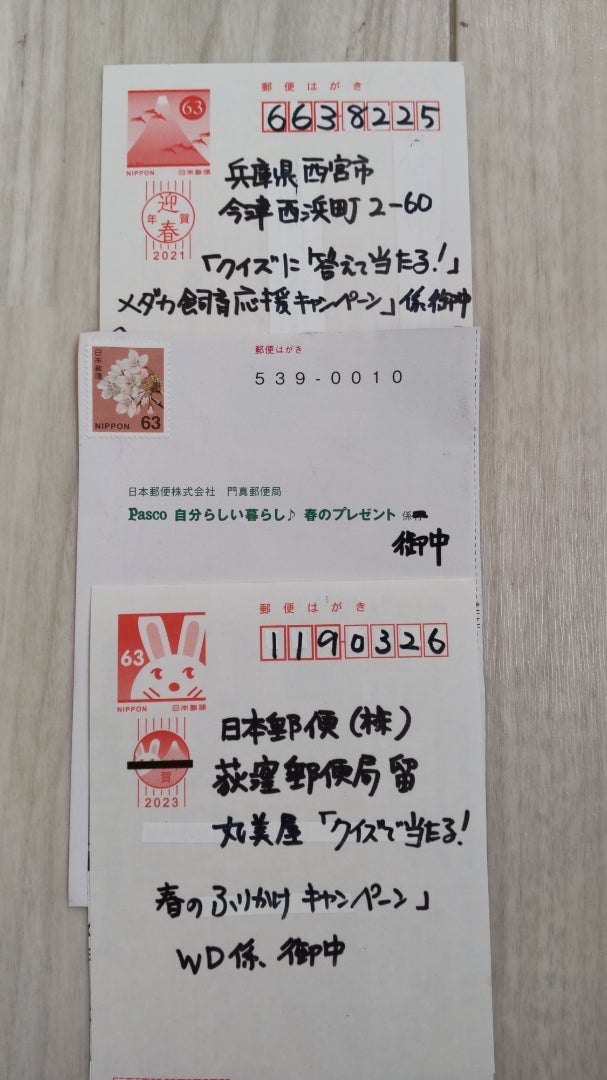 63
NIPPON 日本郵便
迎春
年賀
2021
郵便はがき
6638225
兵庫県西宮市
今津西浜町2-60
「クイズに答えて当たる!」
メダカ飼育応援キャンペーン」係、御中
日本郵便
NIPPON 63
郵便はがき
539-0010
日本郵便株式会社 門真郵便局
Pasco 自分らしい暮らし♪ 春のプレゼント 係
御中
63
NIPPON 日本郵便
賀
2023
郵便はがき
1190326
日本郵便(株)
荻窪郵便局留
丸美屋「クイズで当たる!
春のふりかけキャンペーン」
WD係、御中